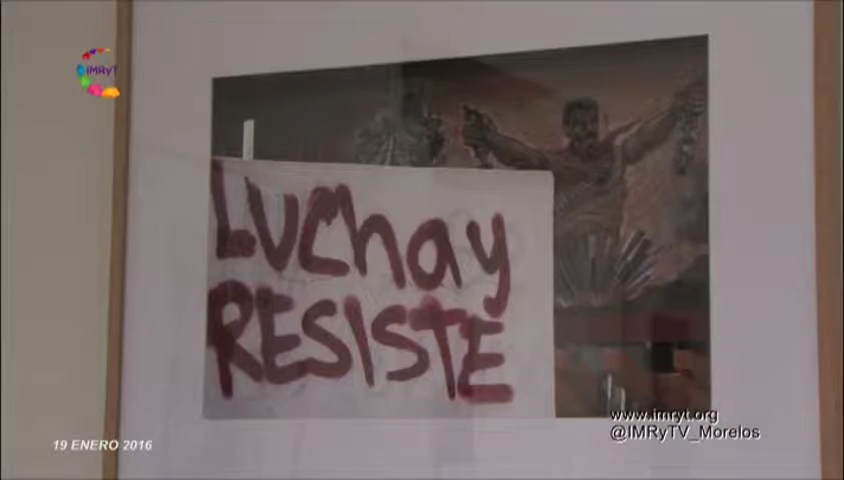 IMRyT
LUChay
RESISTE
www.imryt.org
@IMRyTV_Morelos
19 ENERO 2016